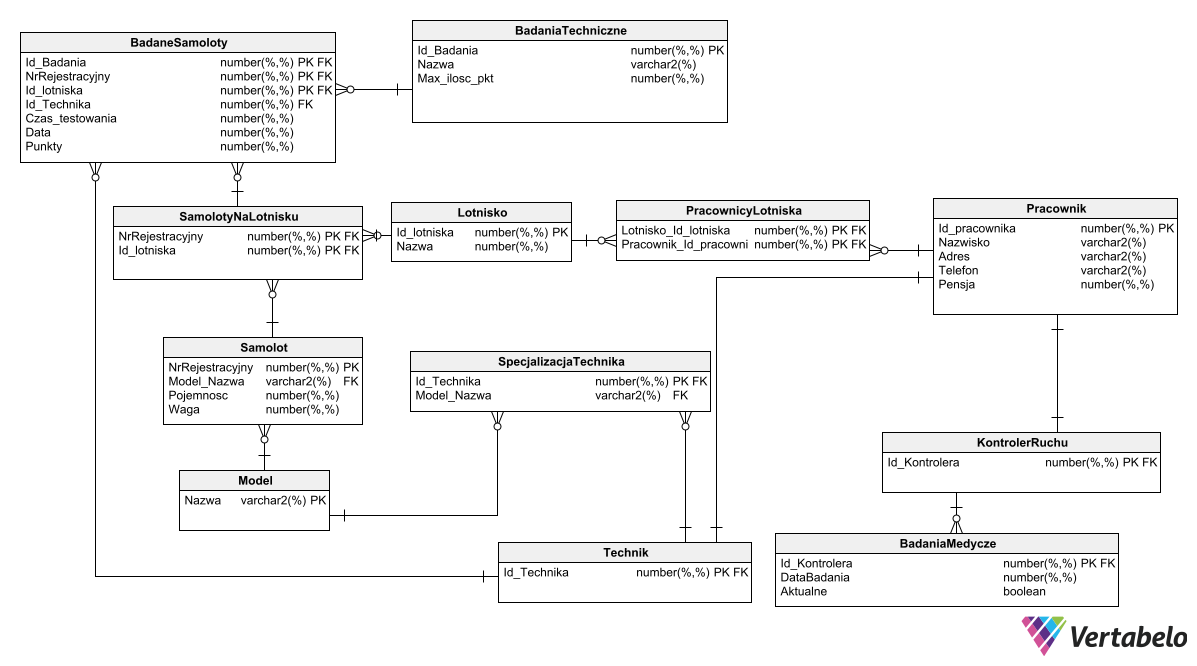 BadaneSamoloty
Id_Badania number(%,%) PK FK
NrRejestracyjny number(%,%) PK FK
Id_lotniska number(%,%) PK FK
Id_Technika number(%,%) FK
Czas_testowania number(%,%)
Data number(%,%)
Punkty number(%,%)
BadaniaTechniczne
Id_Badania number(%,%) PK
Nazwa varchar2(%)
Max_ilosc_pkt number(%,%)
SamolotyNaLotnisku
NrRejestracyjny number(%,%) PK FK
Id_lotniska number(%,%) PK FK
Lotnisko
Id_lotniska number(%,%) PK
Nazwa number(%,%)
PracownicyLotniska
Lotnisko_Id_lotniska number(%,%) PK FK
Pracownik_Id_pracowni number(%,%) PK FK
Pracownik
Id_pracownika number(%,%) PK
Nazwisko varchar2(%)
Adres varchar2(%)
Telefon varchar2(%)
Pensja number(%,%)
Samolot
NrRejestracyjny number(%,%) PK
Model_Nazwa varchar2(%) FK
Pojemnosc number(%,%)
Waga number(%,%)
SpecjalizacjaTechnika
Id_Technika number(%,%) PK FK
Model_Nazwa varchar2(%) FK
KontrolerRuchu
Id_Kontrolera number(%,%) PK FK
Model
Nazwa varchar2(%) PK
Technik
Id_Technika number(%,%) PK FK
BadaniaMedycze
Id_Kontrolera number(%,%) PK FK
DataBadania number(%,%)
Aktualne boolean
Vertabelo